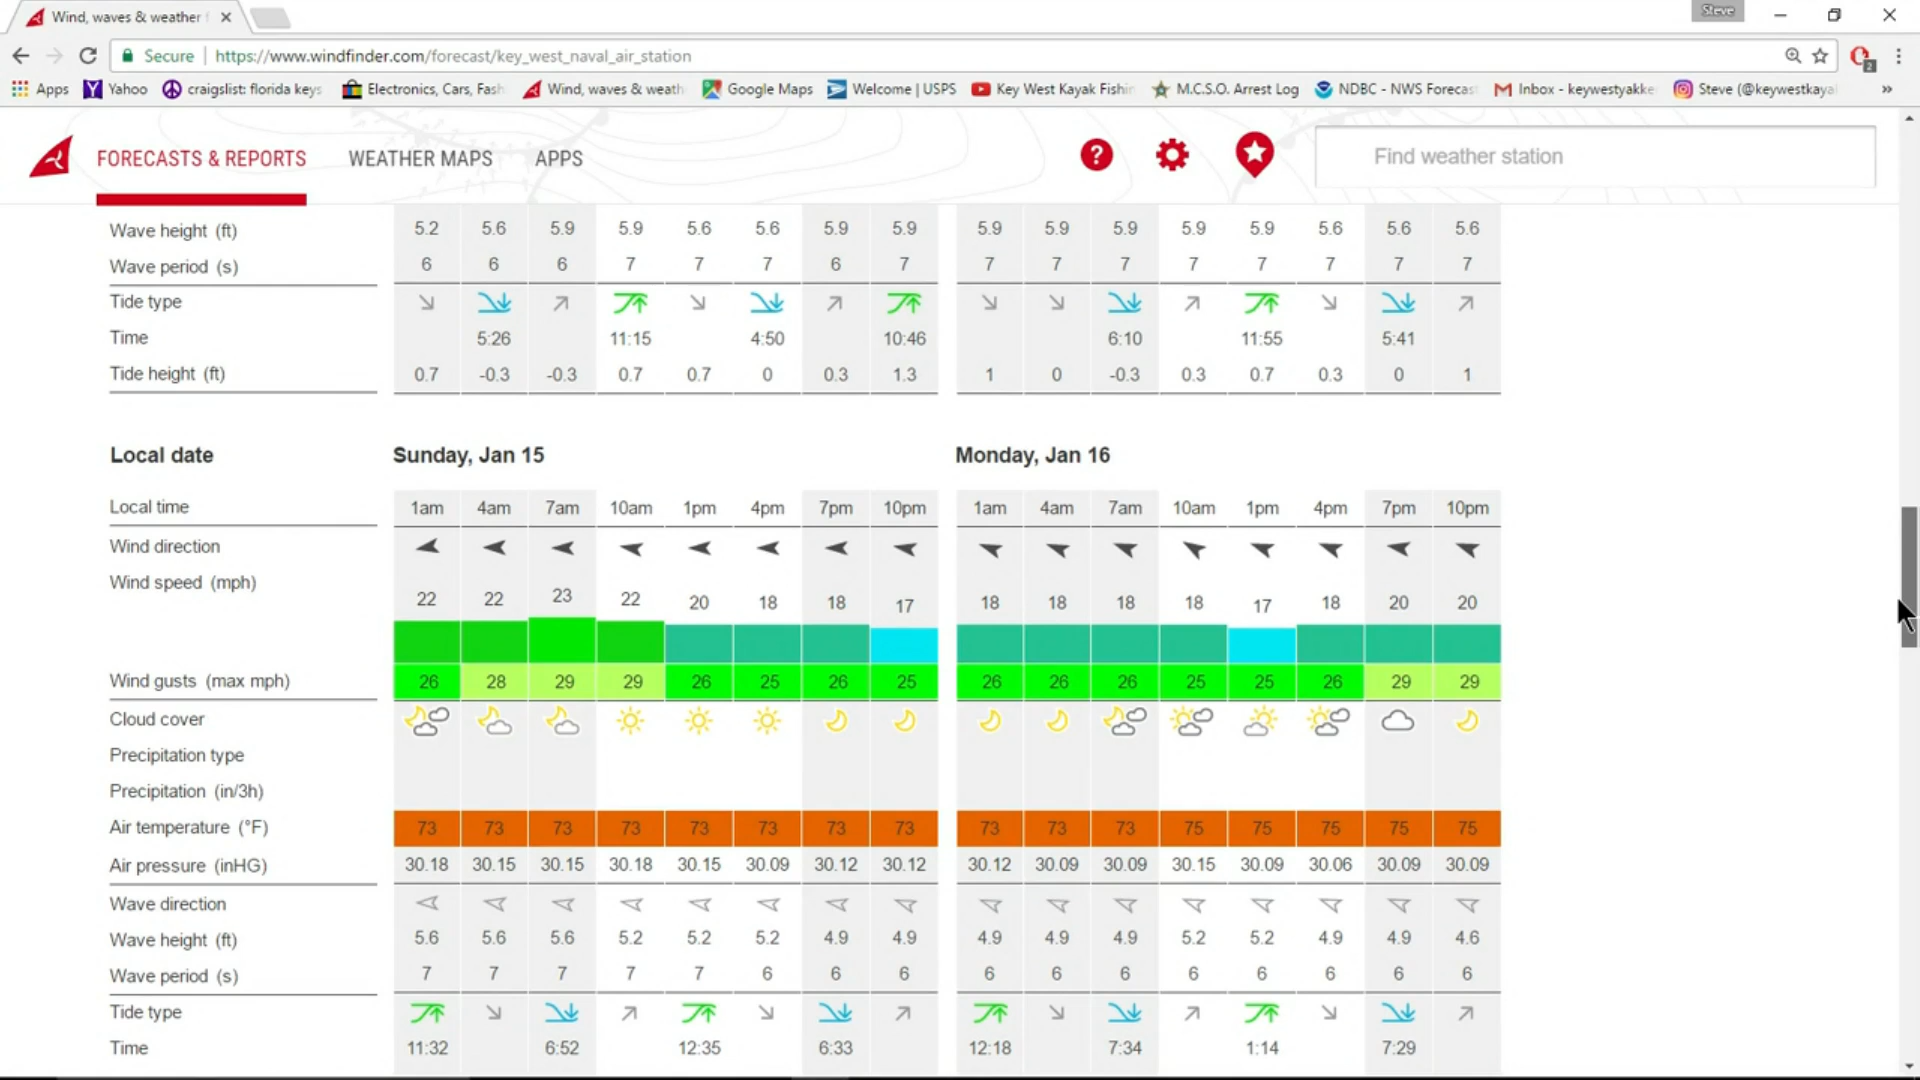 Wind, waves & weather f
Steve
Secure https://www.windfinder.com/forecast/key_west_naval_air_station
2
Apps Yahoo craigslist: florida keys Electronics, Cars, Fash Wind, waves & weath Google Maps Welcome | USPS Key West Kayak Fishin M.C.S.O. Arrest Log NDBC - NWS Forecas Inbox - keywestyakke Steve (@keywestkaya »
FORECASTS & REPORTS WEATHER MAPS APPS ? Find weather station
Wave height (ft) 5.2 5.6 5.9 5.9 5.6 5.6 5.9 5.9 5.9 5.9 5.9 5.9 5.9 5.6 5.6 5.6
Wave period (s) 6 6 6 7 7 7 6 7 7 7 7 7 7 7 7 7
Tide type
Time 5:26 11:15 4:50 10:46 6:10 11:55 5:41
Tide height (ft) 0.7 -0.3 -0.3 0.7 0.7 0 0.3 1.3 1 0 -0.3 0.3 0.7 0.3 0 1
Local date Sunday, Jan 15 Monday, Jan 16
Local time 1am 4am 7am 10am 1pm 4pm 7pm 10pm 1am 4am 7am 10am 1pm 4pm 7pm 10pm
Wind direction
Wind speed (mph) 22 22 23 22 20 18 18 17 18 18 18 18 17 18 20 20
Wind gusts (max mph) 26 28 29 29 26 25 26 25 26 26 26 25 25 26 29 29
Cloud cover
Precipitation type
Precipitation (in/3h)
Air temperature (°F) 73 73 73 73 73 73 73 73 73 73 73 75 75 75 75 75
Air pressure (inHG) 30.18 30.15 30.15 30.18 30.15 30.09 30.12 30.12 30.12 30.09 30.09 30.15 30.09 30.06 30.09 30.09
Wave direction
Wave height (ft) 5.6 5.6 5.6 5.2 5.2 5.2 4.9 4.9 4.9 4.9 4.9 5.2 5.2 4.9 4.9 4.6
Wave period (s) 7 7 7 7 7 6 6 6 6 6 6 6 6 6 6 6
Tide type
Time 11:32 6:52 12:35 6:33 12:18 7:34 1:14 7:29